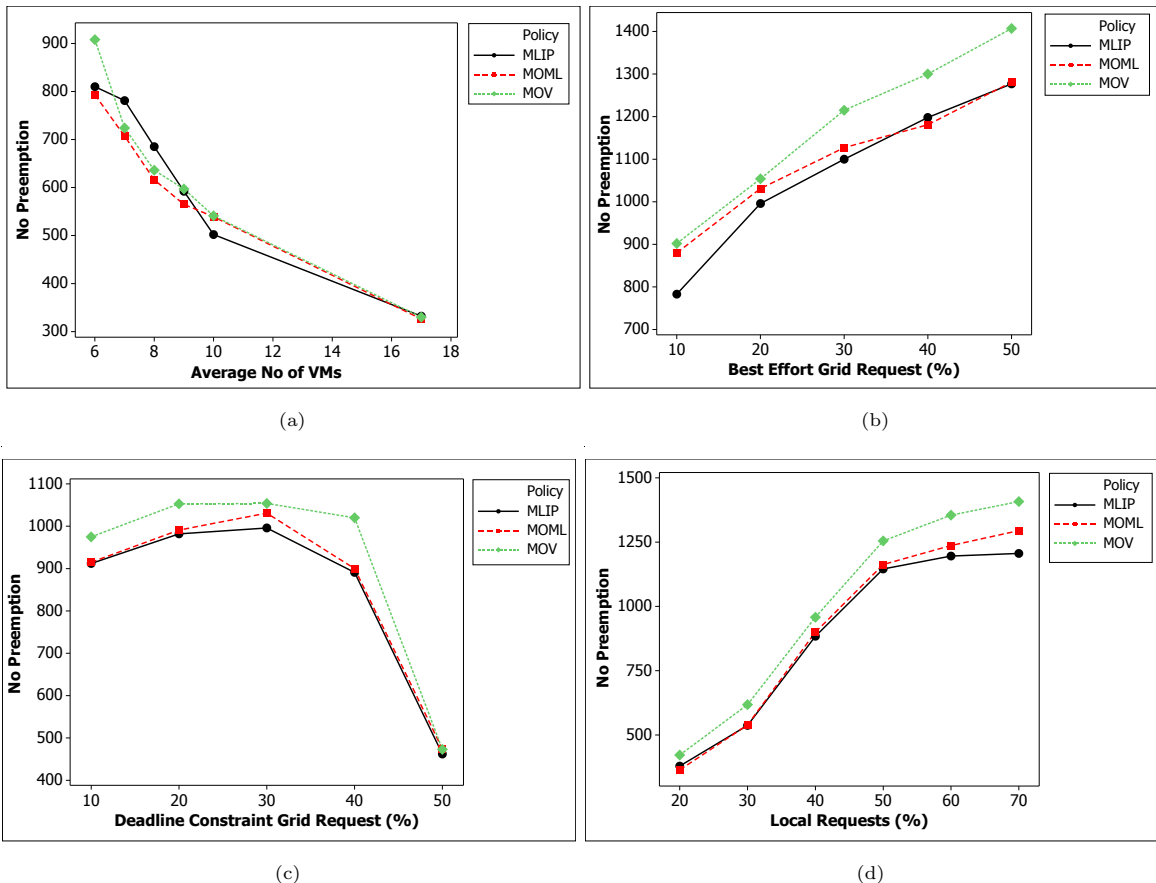 Policy
MLIP
MOML
MOV
No Preemption
900
800
700
600
500
400
300
6 8 10 12 14 16 18
Average No of VMs
(a)
Policy
MLIP
MOML
MOV
No Preemption
1400
1300
1200
1100
1000
900
800
700
10 20 30 40 50
Best Effort Grid Request (%)
(b)
Policy
MLIP
MOML
MOV
No Preemption
1100
1000
900
800
700
600
500
400
10 20 30 40 50
Deadline Constraint Grid Request (%)
(c)
Policy
MLIP
MOML
MOV
No Preemption
1500
1250
1000
750
500
20 30 40 50 60 70
Local Requests (%)
(d)